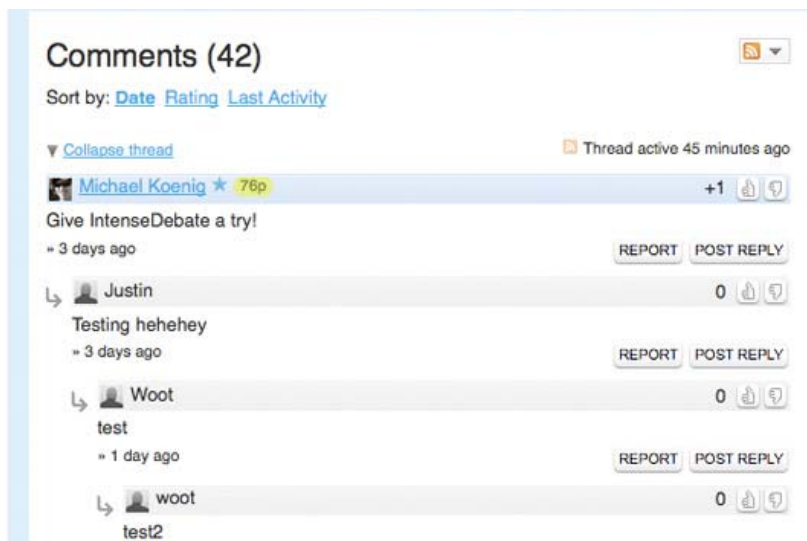 Comments (42)
Sort by: Date Rating Last Activity
Collapse thread Thread active 45 minutes ago
Michael Koenig 76p +1
Give IntenseDebate a try!
» 3 days ago REPORT POST REPLY
Justin 0
Testing hehehey
» 3 days ago REPORT POST REPLY
Woot 0
test
» 1 day ago REPORT POST REPLY
woot 0
test2